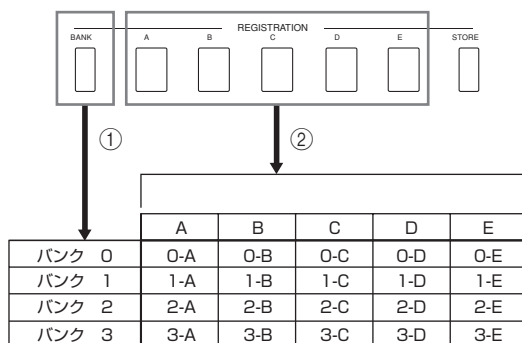 REGISTRATION
BANK A B C D E STORE
① ②
A B C D E
バンク 0 0-A 0-B 0-C 0-D 0-E
バンク 1 1-A 1-B 1-C 1-D 1-E
バンク 2 2-A 2-B 2-C 2-D 2-E
バンク 3 3-A 3-B 3-C 3-D 3-E